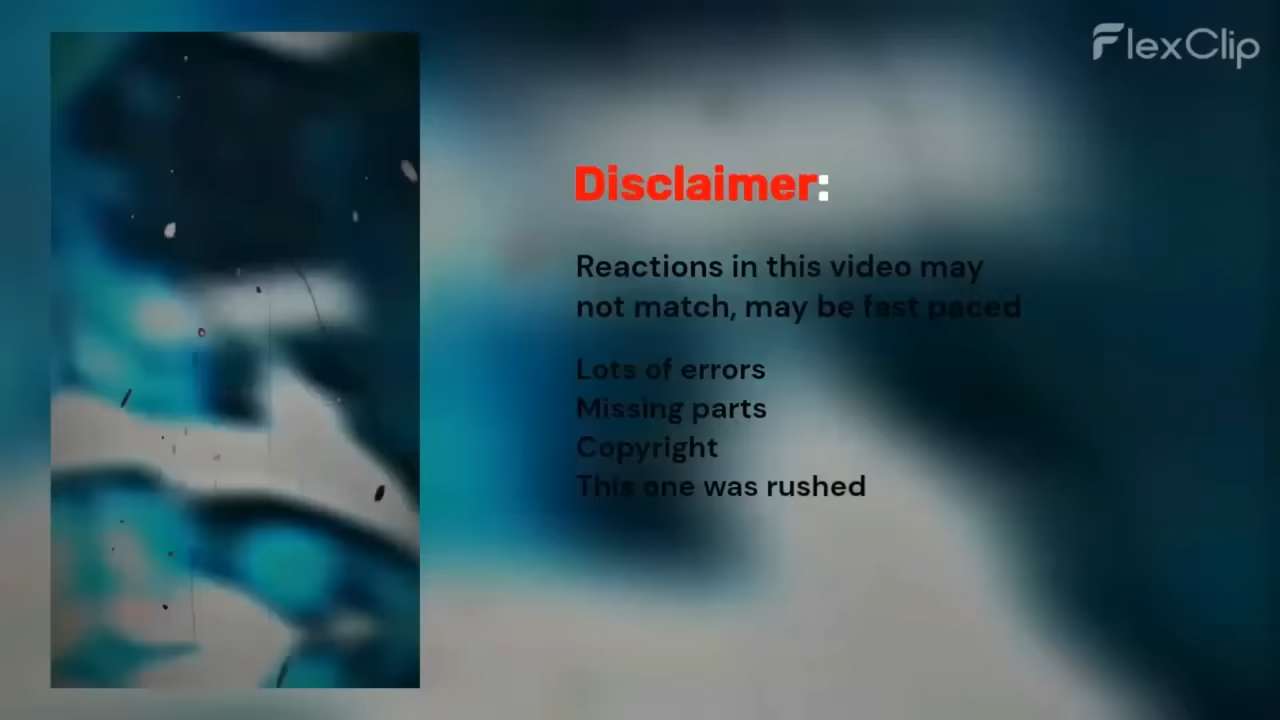 FlexClip
Disclaimer:
Reactions in this video may
not match, may be fast paced
Lots of errors
Missing parts
Copyright
This one was rushed